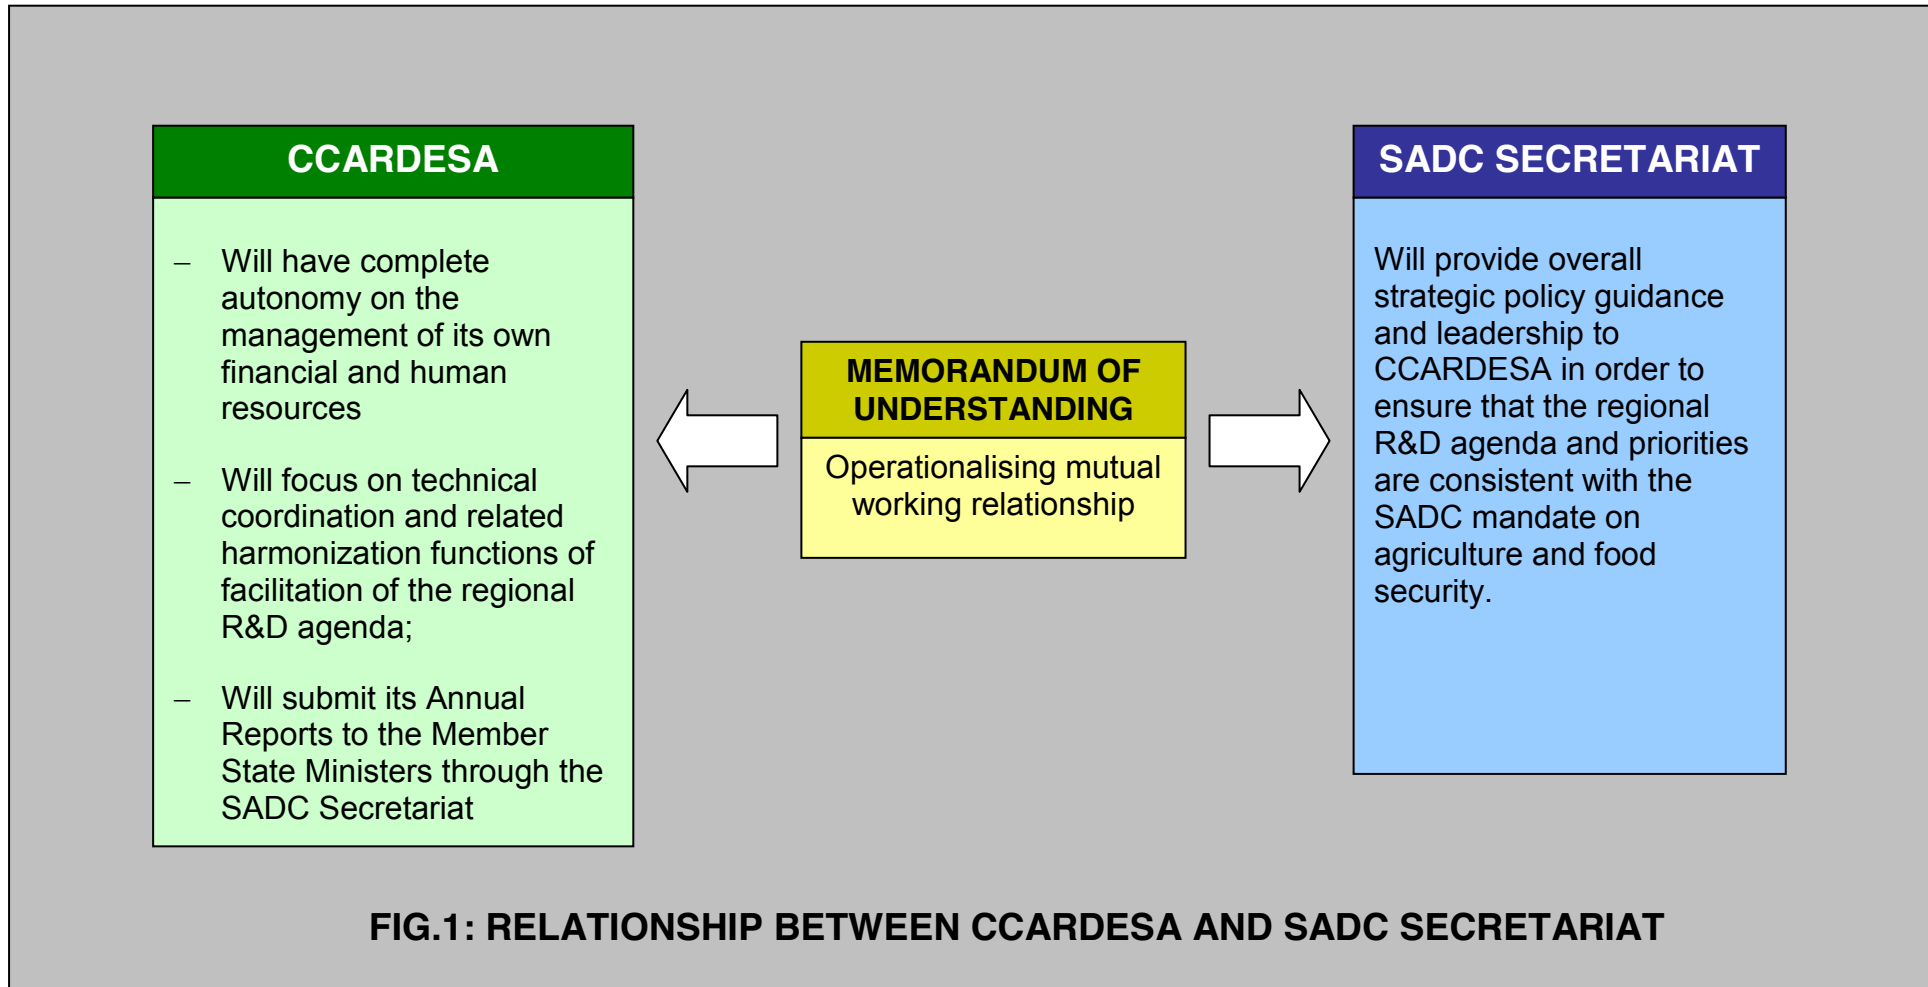 CCARDESA
– Will have complete
autonomy on the
management of its own
financial and human
resources
– Will focus on technical
coordination and related
harmonization functions of
facilitation of the regional
R&D agenda;
– Will submit its Annual
Reports to the Member
State Ministers through the
SADC Secretariat
MEMORANDUM OF
UNDERSTANDING
Operationalising mutual
working relationship
SADC SECRETARIAT
Will provide overall
strategic policy guidance
and leadership to
CCARDESA in order to
ensure that the regional
R&D agenda and priorities
are consistent with the
SADC mandate on
agriculture and food
security.
FIG.1: RELATIONSHIP BETWEEN CCARDESA AND SADC SECRETARIAT